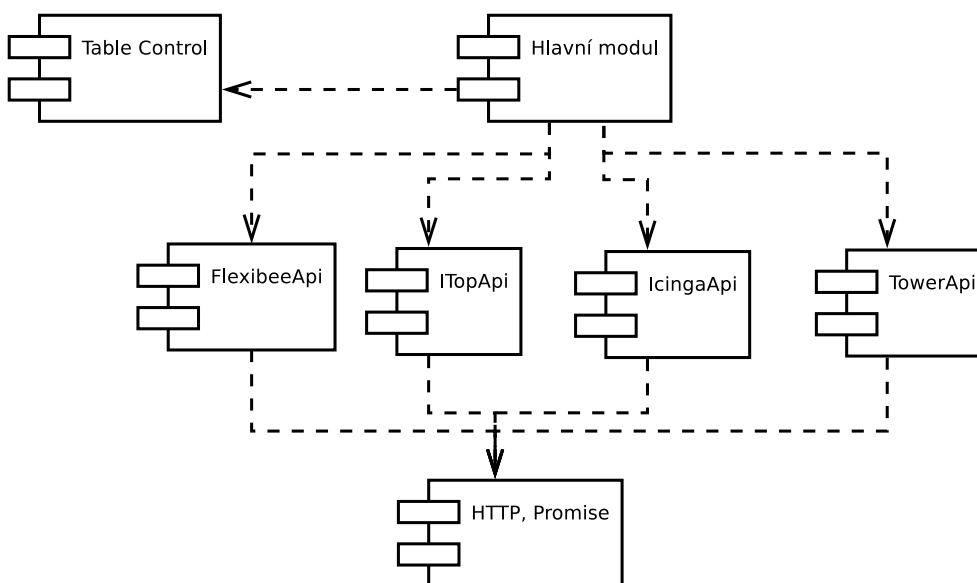 Table Control
Hlavní modul
FlexibeeApi
ITopApi
IcingaApi
TowerApi
HTTP, Promise